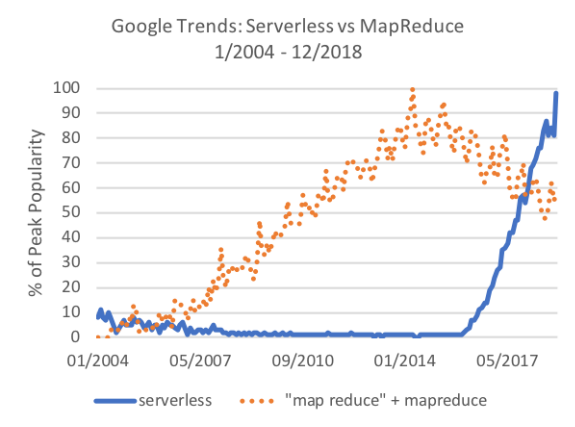 Google Trends: Serverless vs MapReduce
1/2004 - 12/2018
% of Peak Popularity
100
90
80
70
60
50
40
30
20
10
0
01/2004 05/2007 09/2010 01/2014 05/2017
serverless "map reduce" + mapreduce